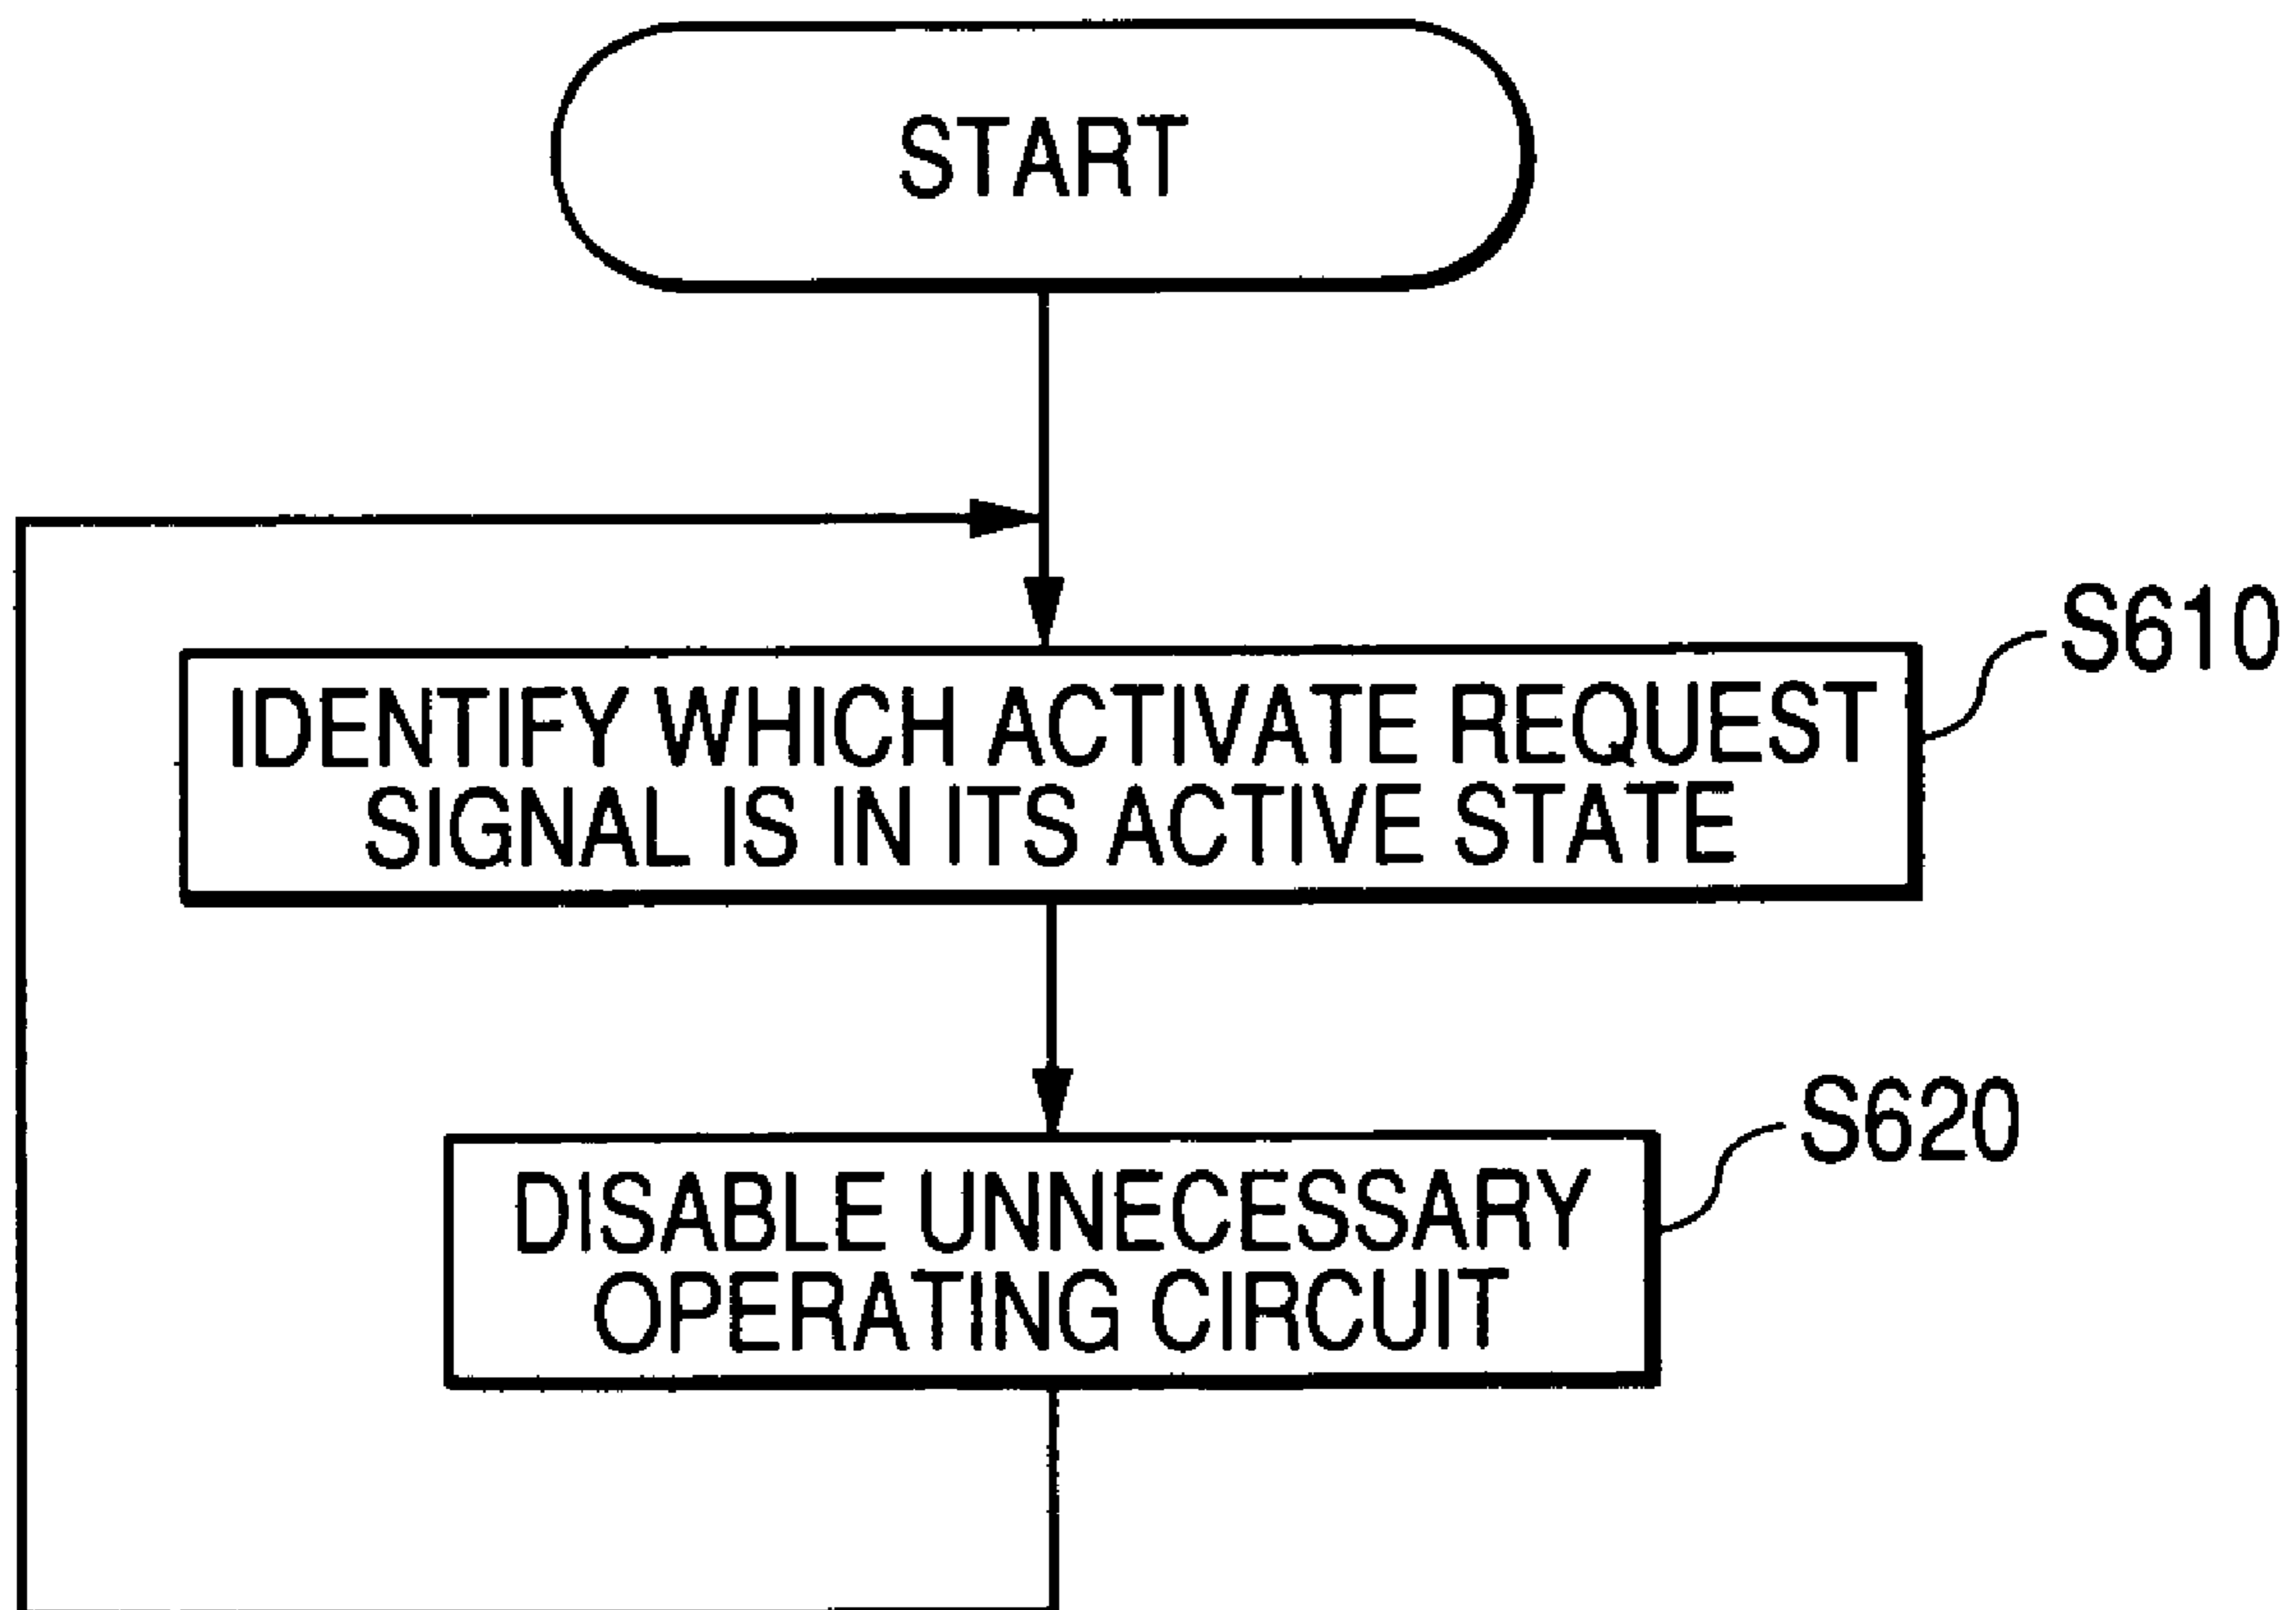 START
S610
IDENTIFY WHICH ACTIVATE REQUEST
SIGNAL IS IN ITS ACTIVE STATE
S620
DISABLE UNNECESSARY
OPERATING CIRCUIT